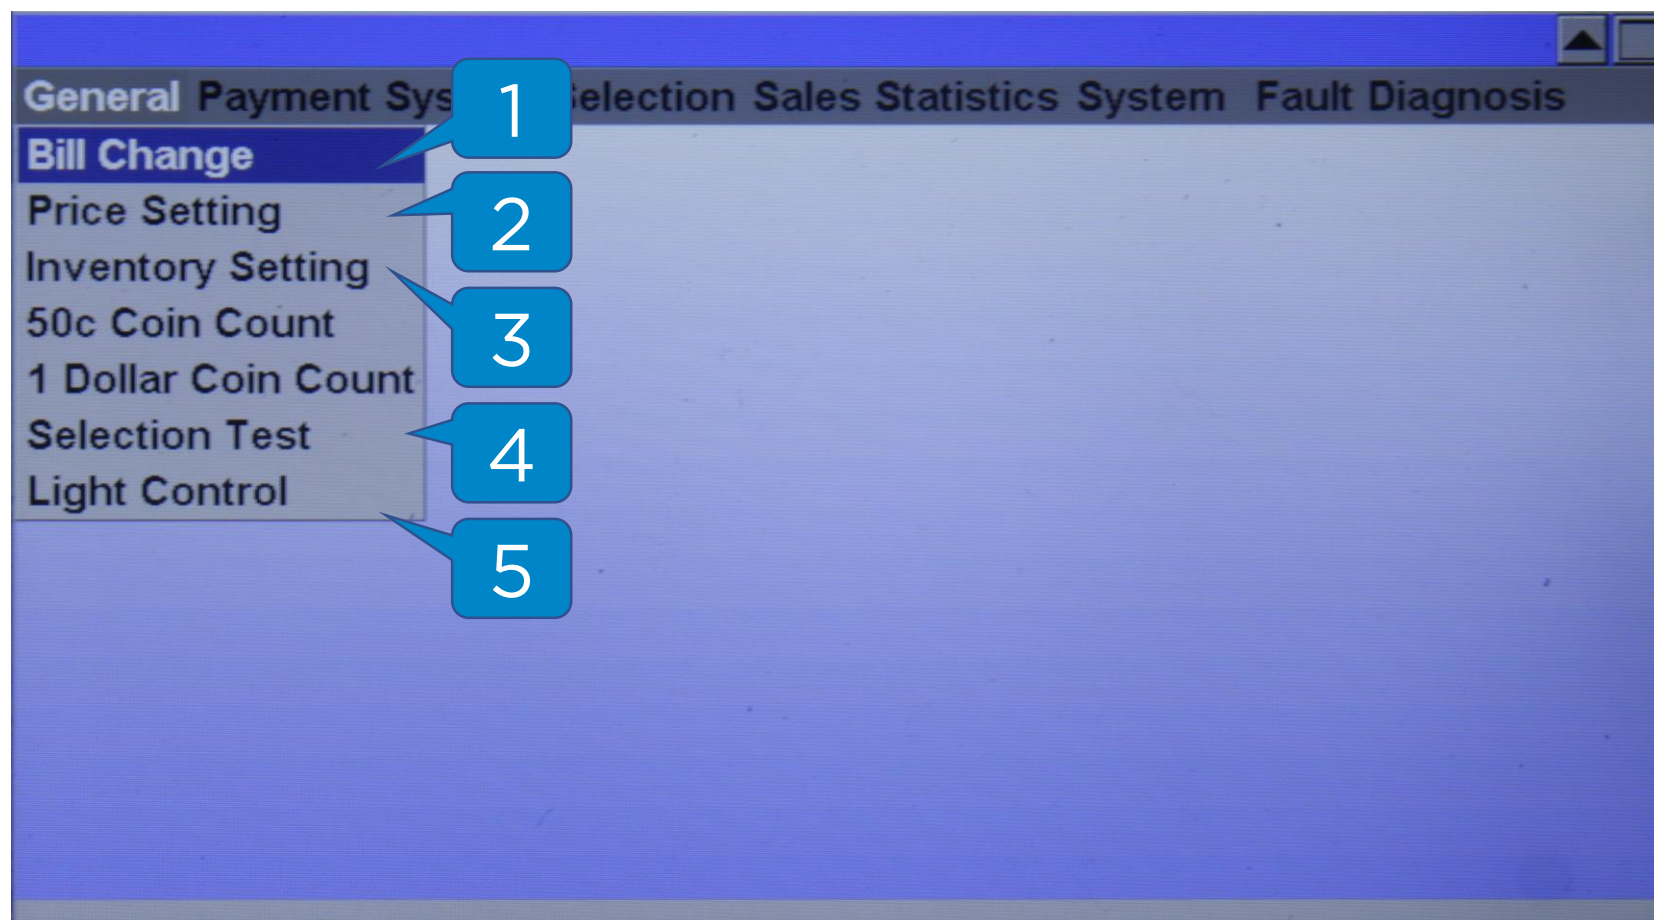 General Payment Sys election Sales Statistics System Fault Diagnosis
Bill Change
Price Setting
Inventory Setting
50c Coin Count
1 Dollar Coin Count
Selection Test
Light Control
1
2
3
4
5